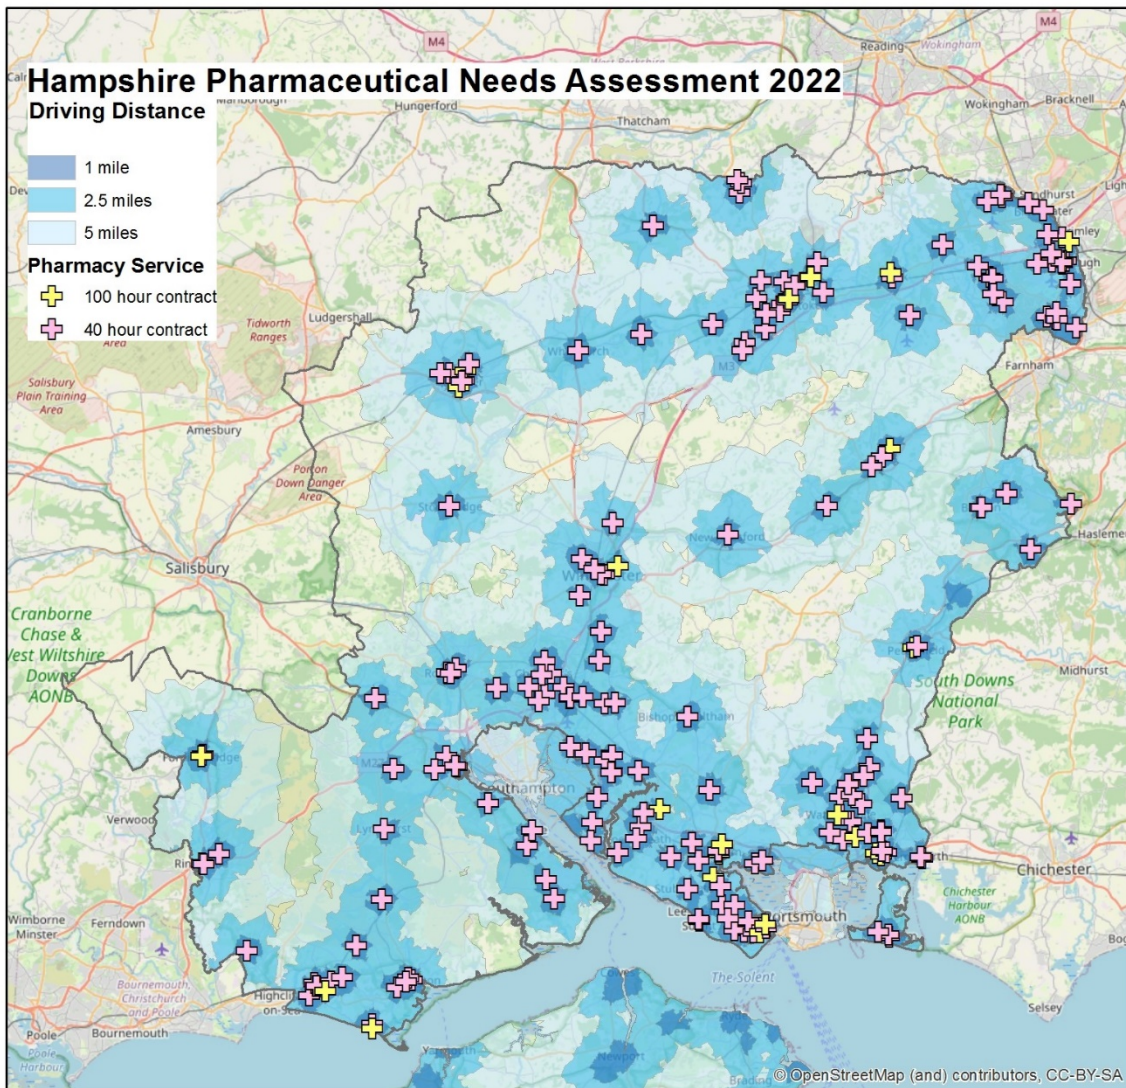 M4
M4
Reading
Wokingham
Hampshire Pharmaceutical Needs Assessment 2022
Driving Distance
Hungerford
Thatcham
Wokingham
Bracknell
1 mile
2.5 miles
5 miles
Pharmacy Service
100 hour contract
40 hour contract
Ludgershall
Tidworth
Ranges
Salisbury
Plain Training
Area
Amesbury
M3
Farnham
Porton
Down Danger
Area
Haslemere
Salisbury
Cranborne
Chase &
West Wiltshire
Downs
AONB
Midhurst
South Downs
National
Park
Southampton
Verwood
Chichester
Chichester
Harbour
AONB
Wimborne
Minster
Ferndown
Portsmouth
The Solent
Bournemouth,
Christchurch
and Poole
Highcliffe
on-Sea
Selsey
Poole
Bournemouth
Cowes
Yarmouth
Newport
Brading
Poole
Harbour
© OpenStreetMap (and) contributors, CC-BY-SA